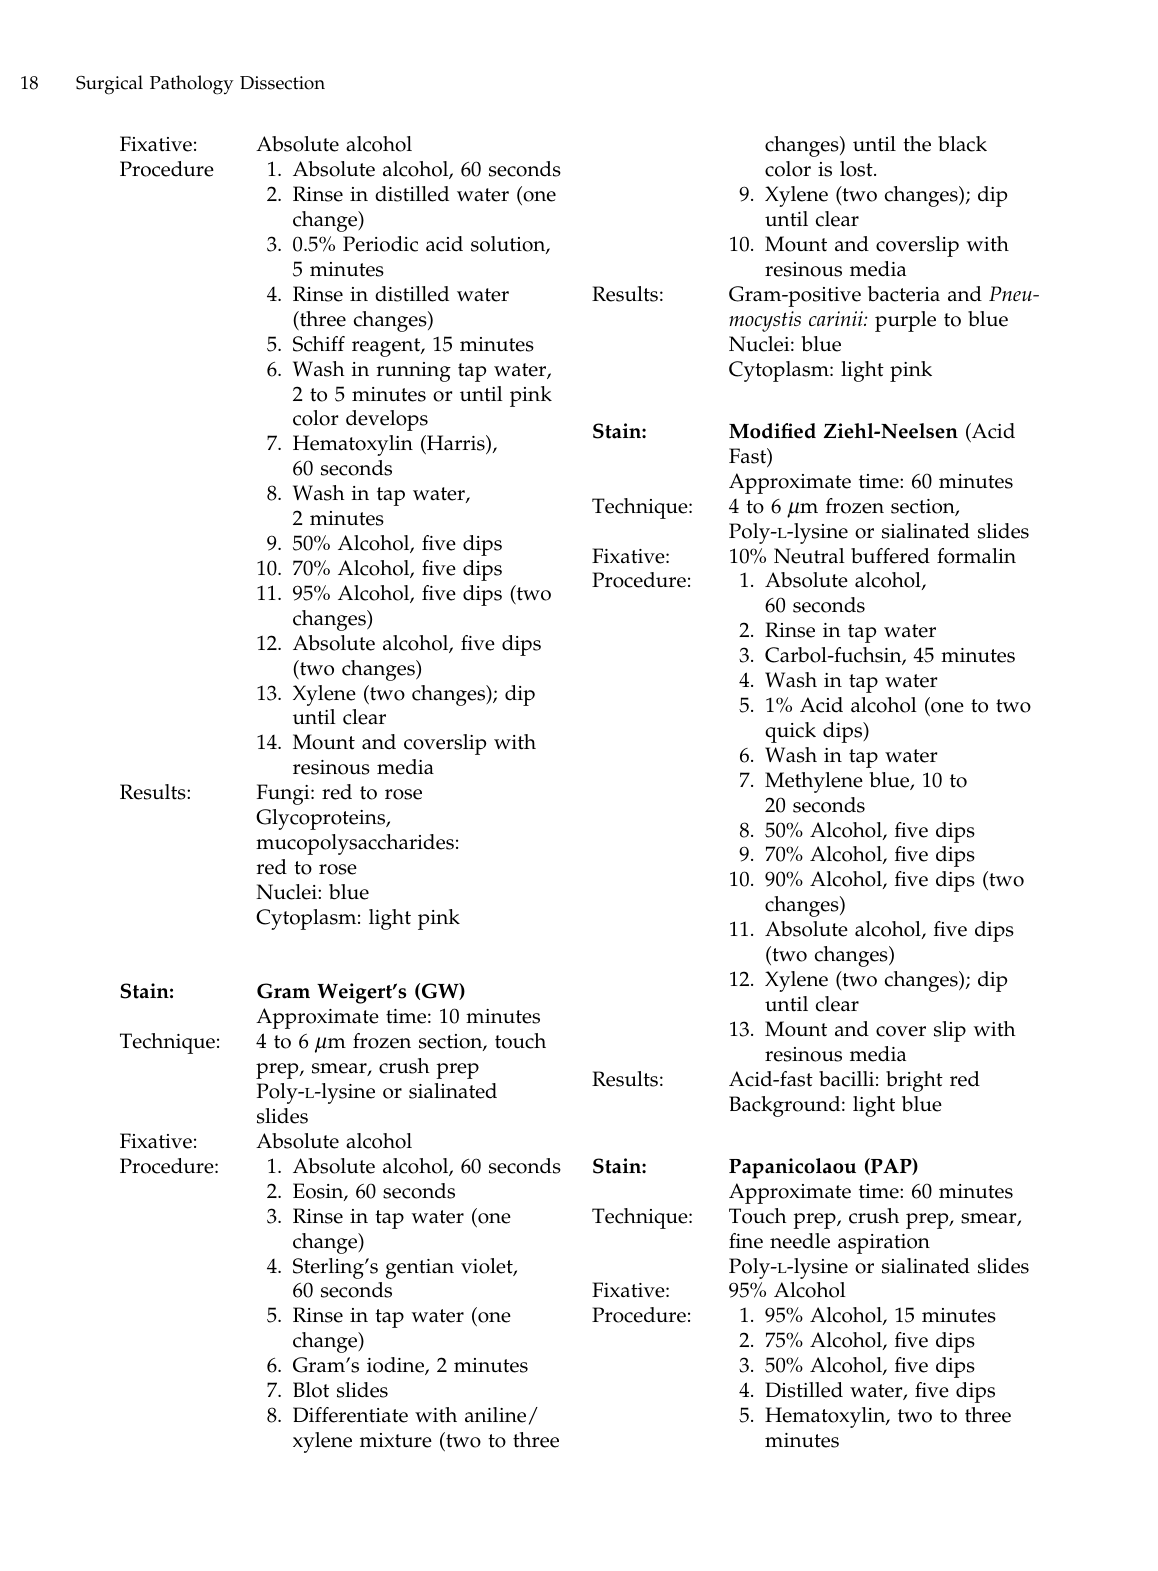 18 Surgical Pathology Dissection
Fixative: Absolute alcohol
Procedure 1. Absolute alcohol, 60 seconds
2. Rinse in distilled water (one
change)
3. 0.5% Periodic acid solution,
5 minutes
4. Rinse in distilled water
(three changes)
5. Schiff reagent, 15 minutes
6. Wash in running tap water,
2 to 5 minutes or until pink
color develops
7. Hematoxylin (Harris),
60 seconds
8. Wash in tap water,
2 minutes
9. 50% Alcohol, five dips
10. 70% Alcohol, five dips
11. 95% Alcohol, five dips (two
changes)
12. Absolute alcohol, five dips
(two changes)
13. Xylene (two changes); dip
until clear
14. Mount and coverslip with
resinous media
Results: Fungi: red to rose
Glycoproteins,
mucopolysaccharides:
red to rose
Nuclei: blue
Cytoplasm: light pink
Stain: Gram Weigert's (GW)
Approximate time: 10 minutes
Technique: 4 to 6 μm frozen section, touch
prep, smear, crush prep
Poly-L-lysine or sialinated
slides
Fixative: Absolute alcohol
Procedure: 1. Absolute alcohol, 60 seconds
2. Eosin, 60 seconds
3. Rinse in tap water (one
change)
4. Sterling's gentian violet,
60 seconds
5. Rinse in tap water (one
change)
6. Gram's iodine, 2 minutes
7. Blot slides
8. Differentiate with aniline/
xylene mixture (two to three
changes) until the black
color is lost.
9. Xylene (two changes); dip
until clear
10. Mount and coverslip with
resinous media
Results: Gram-positive bacteria and Pneu-
mocystis carinii: purple to blue
Nuclei: blue
Cytoplasm: light pink
Stain: Modified Ziehl-Neelsen (Acid
Fast)
Approximate time: 60 minutes
Technique: 4 to 6 μm frozen section,
Poly-L-lysine or sialinated slides
Fixative: 10% Neutral buffered formalin
Procedure: 1. Absolute alcohol,
60 seconds
2. Rinse in tap water
3. Carbol-fuchsin, 45 minutes
4. Wash in tap water
5. 1% Acid alcohol (one to two
quick dips)
6. Wash in tap water
7. Methylene blue, 10 to
20 seconds
8. 50% Alcohol, five dips
9. 70% Alcohol, five dips
10. 90% Alcohol, five dips (two
changes)
11. Absolute alcohol, five dips
(two changes)
12. Xylene (two changes); dip
until clear
13. Mount and cover slip with
resinous media
Results: Acid-fast bacilli: bright red
Background: light blue
Stain: Papanicolaou (PAP)
Approximate time: 60 minutes
Technique: Touch prep, crush prep, smear,
fine needle aspiration
Poly-L-lysine or sialinated slides
Fixative: 95% Alcohol
Procedure: 1. 95% Alcohol, 15 minutes
2. 75% Alcohol, five dips
3. 50% Alcohol, five dips
4. Distilled water, five dips
5. Hematoxylin, two to three
minutes